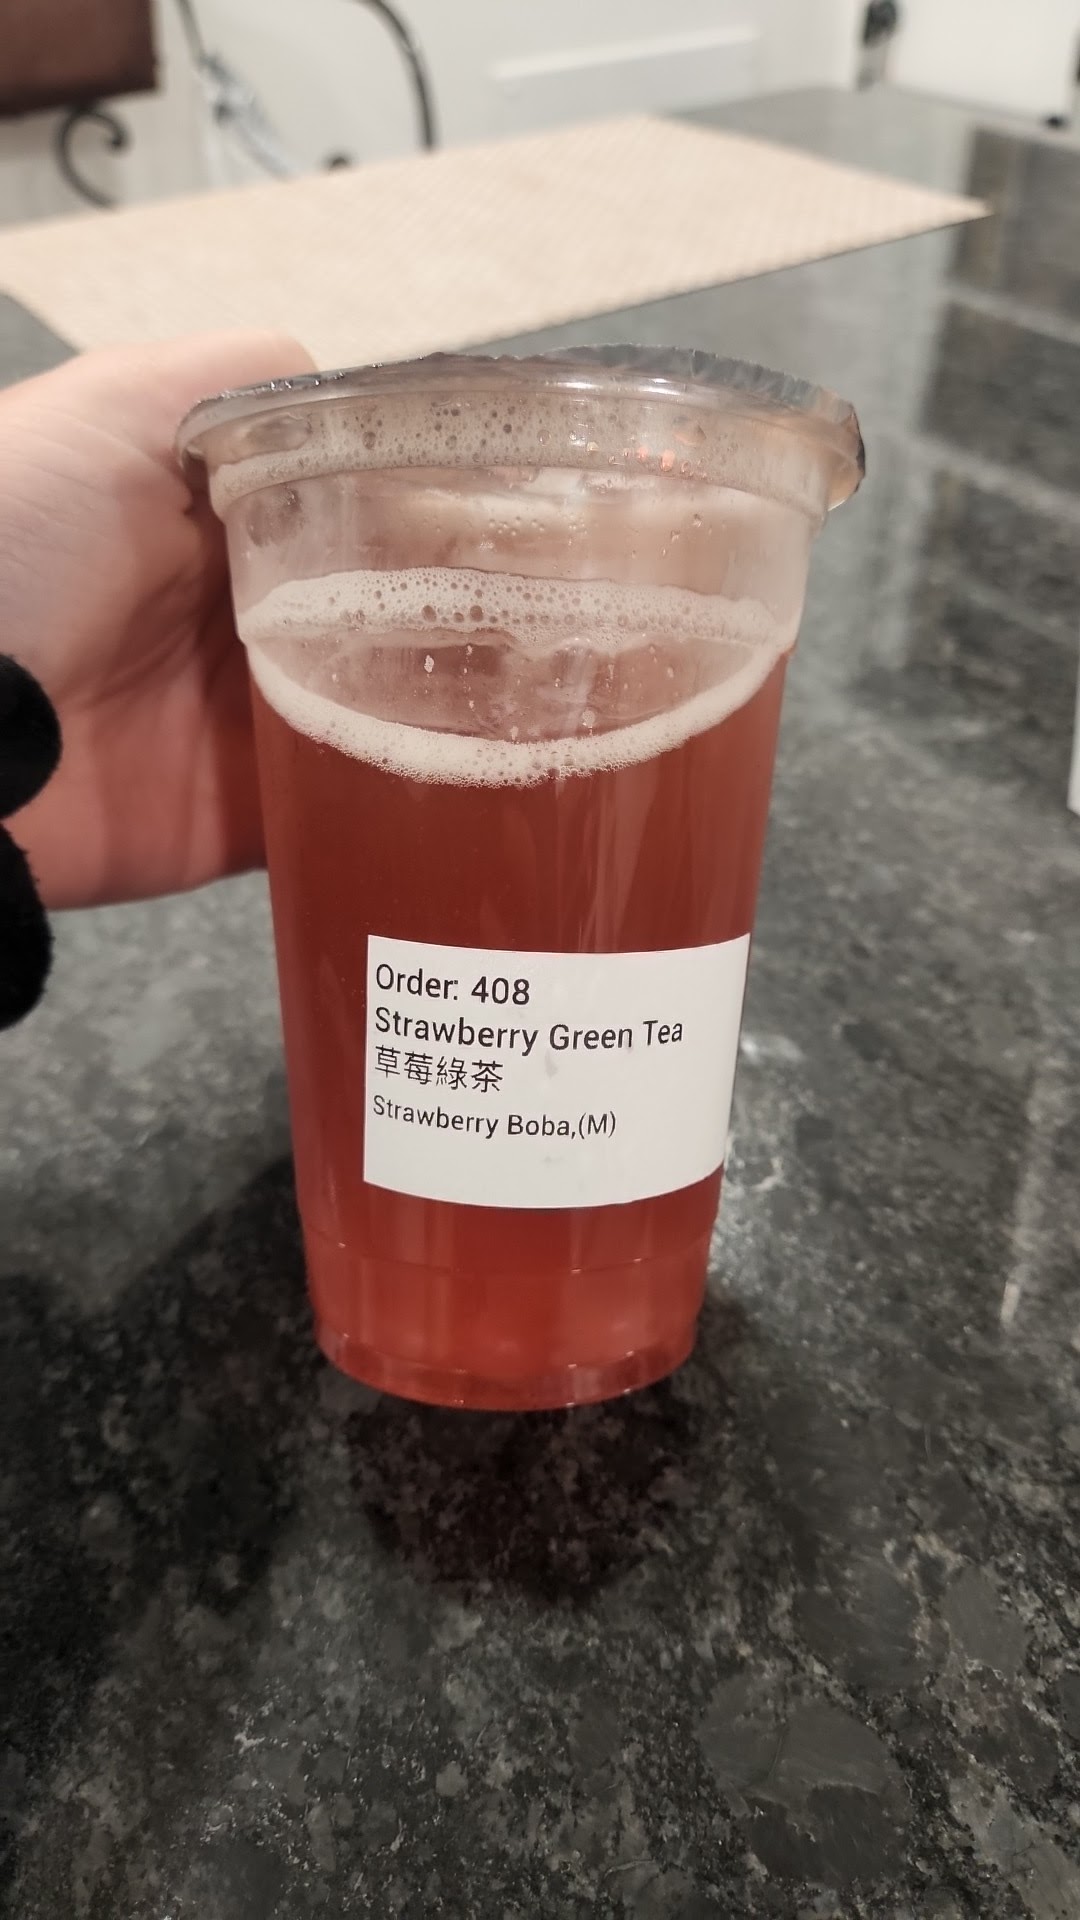 Order: 408
Strawberry Green Tea
草莓綠茶
Strawberry Boba,(M)